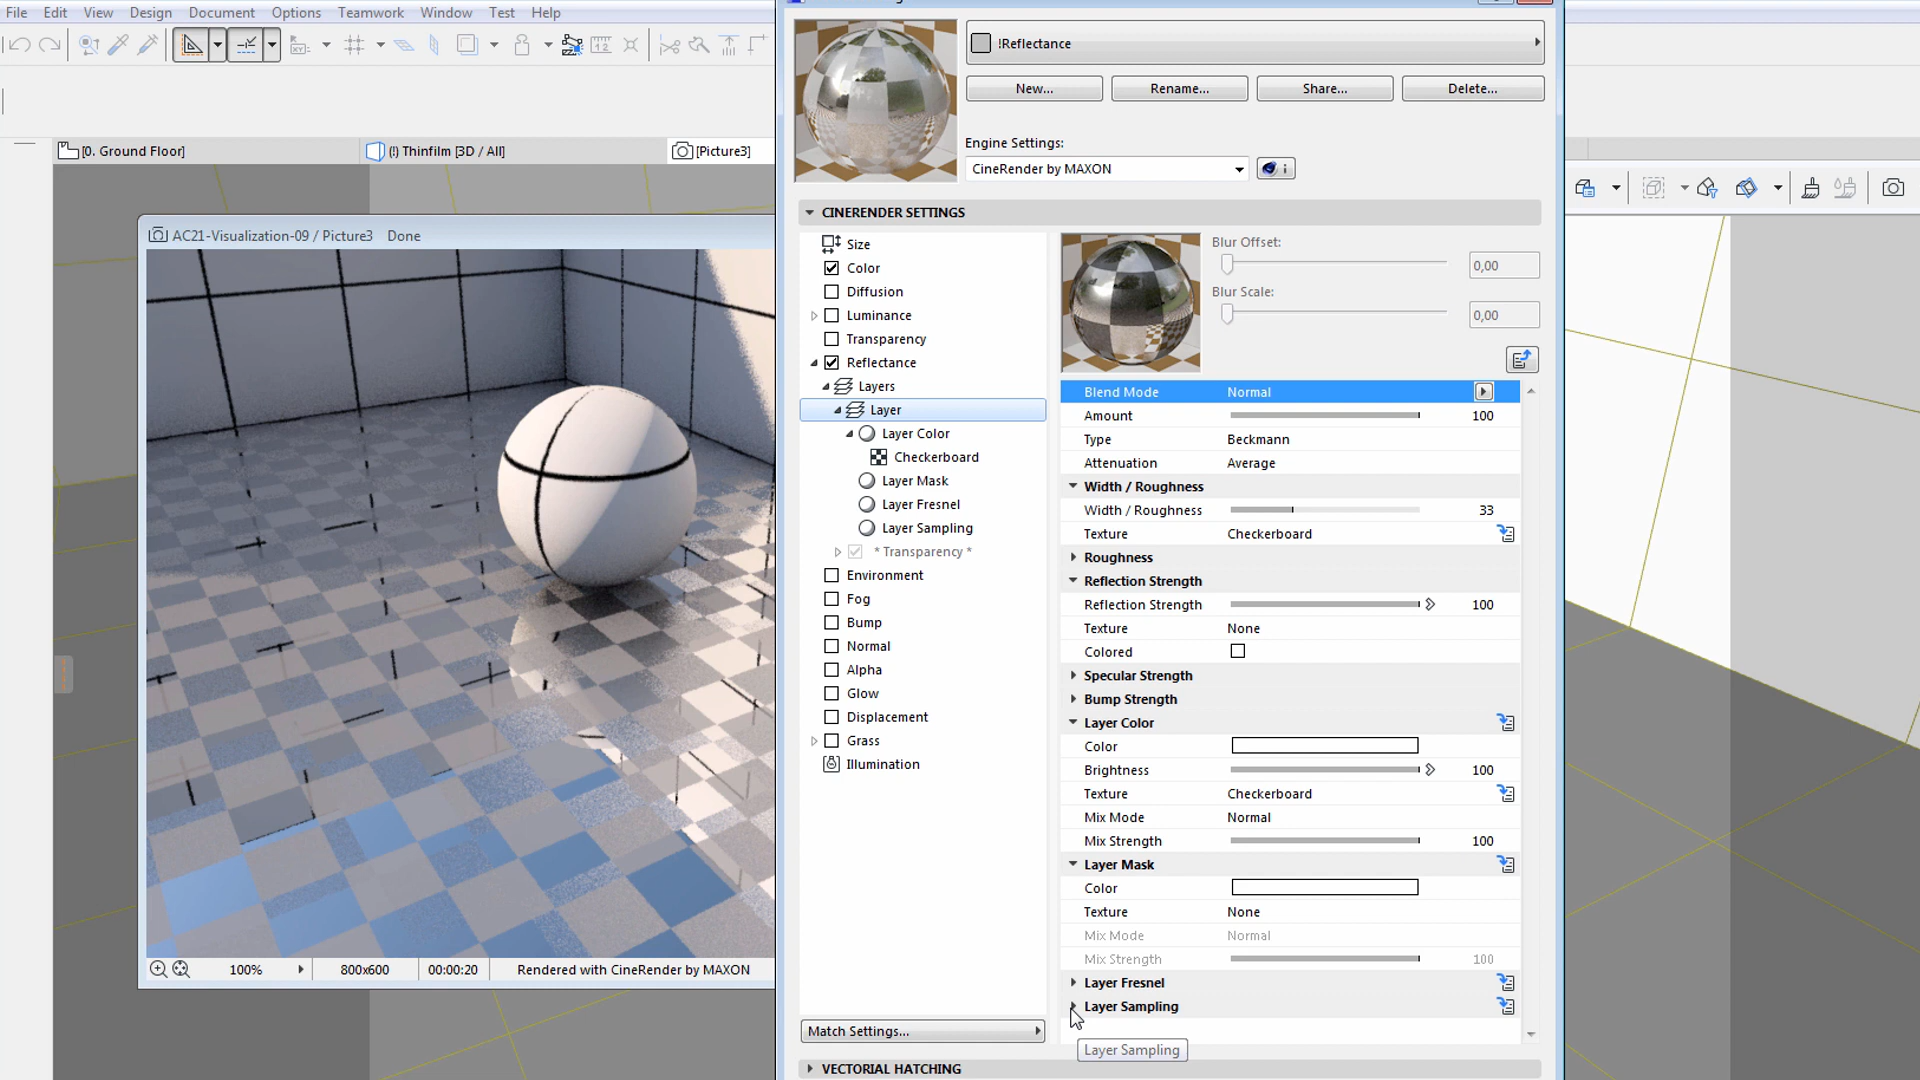 File Edit View Design Document Options Teamwork Window Test Help
[0. Ground Floor]
(!) Thinfilm [3D / All]
[Picture3]
AC21-Visualization-09 / Picture3 Done
100%
800x600
00:00:20
Rendered with CineRender by MAXON
!Reflectance
New...
Rename...
Share...
Delete...
Engine Settings:
CineRender by MAXON
i
CINERENDER SETTINGS
Size
Color
Diffusion
Luminance
Transparency
Reflectance
Layers
Layer
Layer Color
Checkerboard
Layer Mask
Layer Fresnel
Layer Sampling
* Transparency *
Environment
Fog
Bump
Normal
Alpha
Glow
Displacement
Grass
Illumination
Match Settings...
Blur Offset:
0,00
Blur Scale:
0,00
Blend Mode Normal
Amount 100
Type Beckmann
Attenuation Average
Width / Roughness
Width / Roughness 33
Texture Checkerboard
Roughness
Reflection Strength
Reflection Strength 100
Texture None
Colored
Specular Strength
Bump Strength
Layer Color
Color
Brightness 100
Texture Checkerboard
Mix Mode Normal
Mix Strength 100
Layer Mask
Color
Texture None
Mix Mode Normal
Mix Strength 100
Layer Fresnel
Layer Sampling
Layer Sampling
VECTORIAL HATCHING